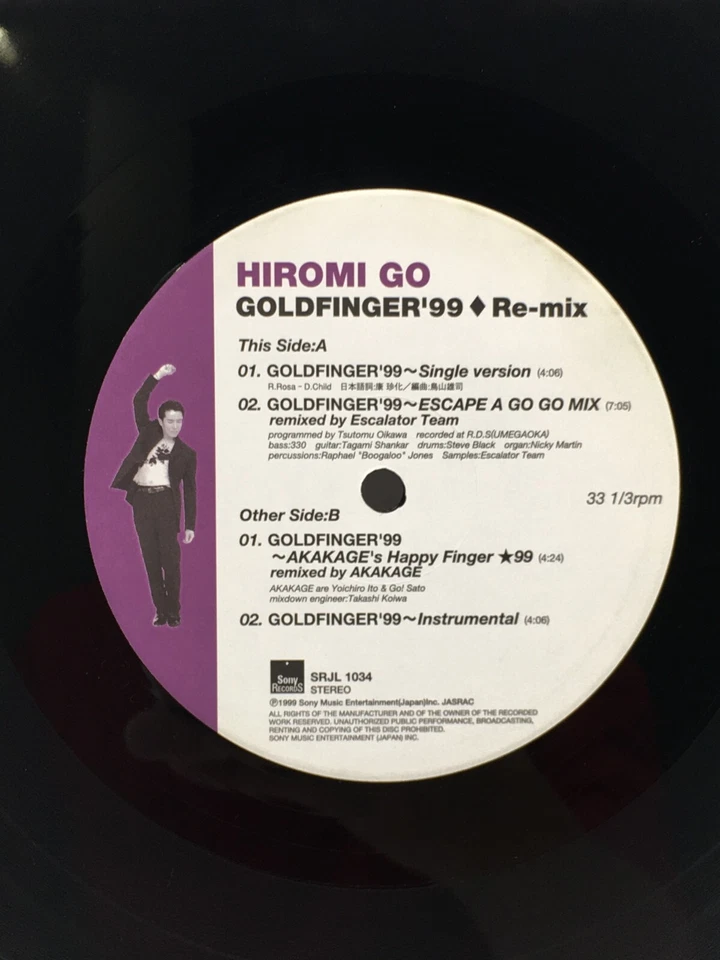 HIROMI GO
GOLDFINGER'99 ♦ Re-mix
This Side:A
01. GOLDFINGER'99～Single version (4:06)
R.Rosa - D.Child 日本語詞:康 珍化／編曲:鳥山雄司
02. GOLDFINGER'99～ESCAPE A GO GO MIX (7:05)
remixed by Escalator Team
programmed by Tsutomu Oikawa recorded at R.D.S(UMEGAOKA)
bass:330 guitar:Tagami Shankar drums:Steve Black organ:Nicky Martin
percussions:Raphael "Boogaloo" Jones Samples:Escalator Team
33 1/3rpm
Other Side:B
01. GOLDFINGER'99
～AKAKAGE's Happy Finger ★99 (4:24)
remixed by AKAKAGE
AKAKAGE are Yoichiro Ito & Go! Sato
mixdown engineer:Takashi Koiwa
02. GOLDFINGER'99～Instrumental (4:06)
Sony
RECORDS
SRJL 1034
STEREO
Ⓟ1999 Sony Music Entertainment(Japan)Inc. JASRAC
ALL RIGHTS OF THE MANUFACTURER AND OF THE OWNER OF THE RECORDED
WORK RESERVED. UNAUTHORIZED PUBLIC PERFORMANCE, BROADCASTING,
RENTING AND COPYING OF THIS DISC PROHIBITED.
SONY MUSIC ENTERTAINMENT (JAPAN) INC.